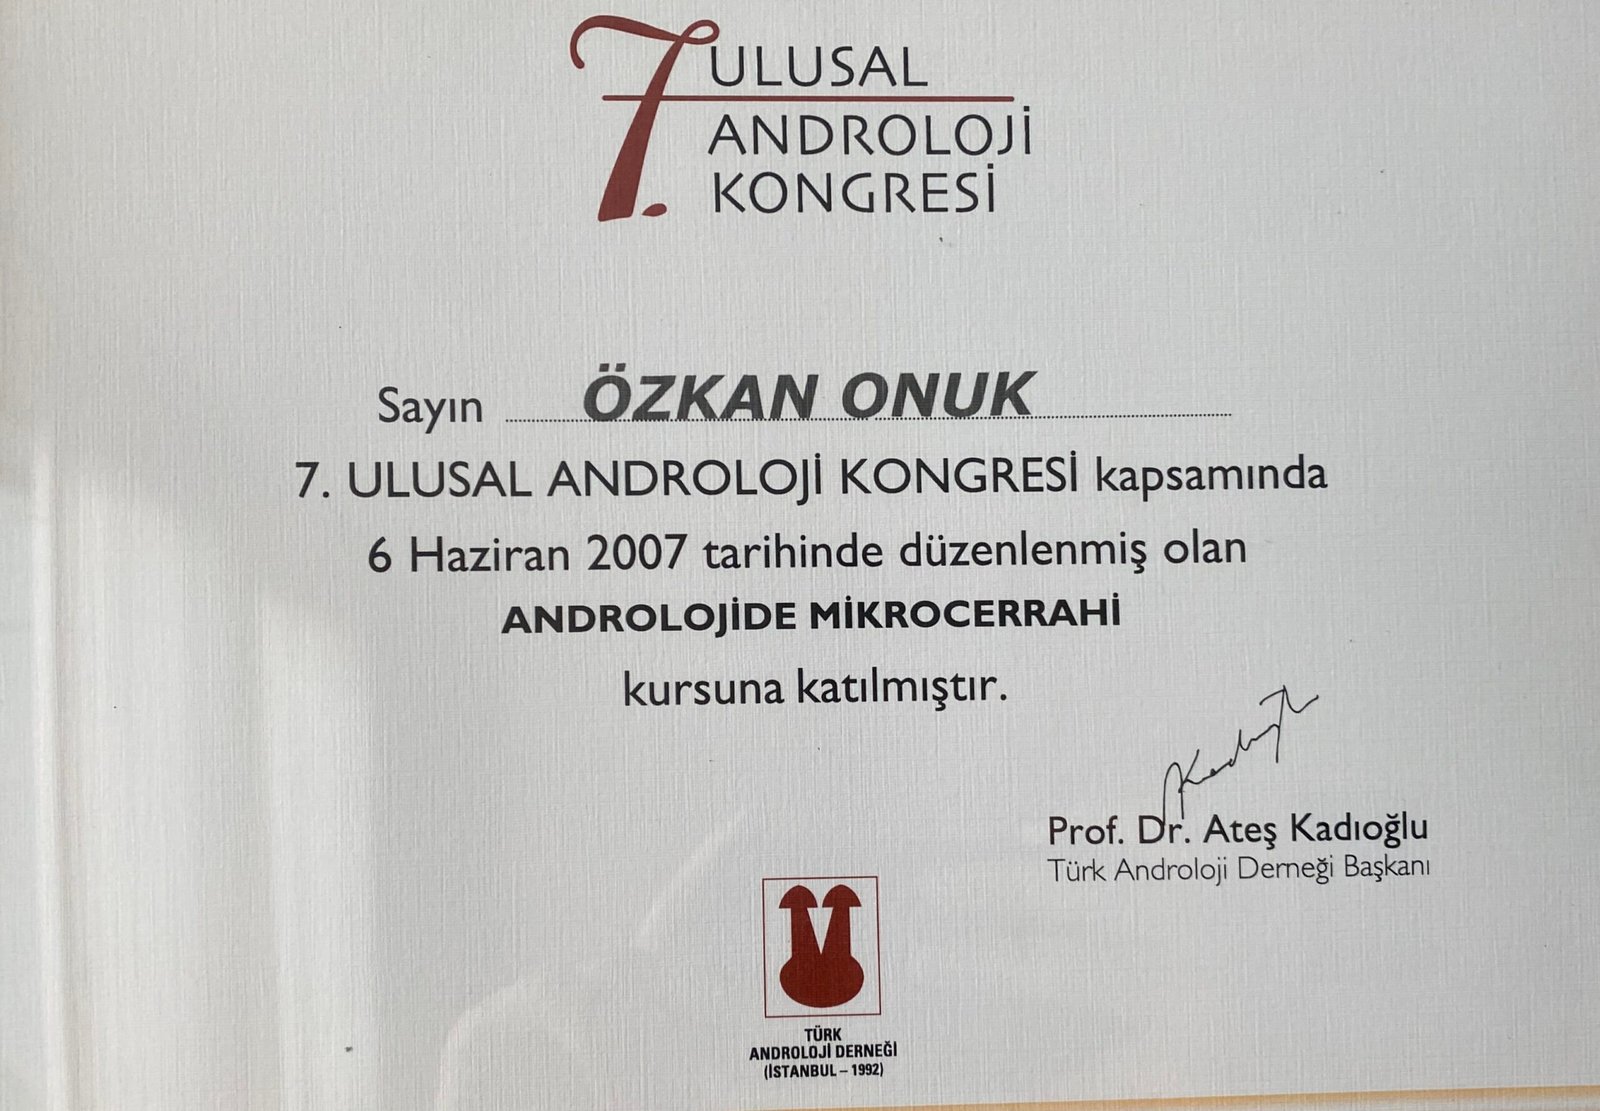 7. ULUSAL
ANDROLOJİ
KONGRESİ
Sayın ÖZKAN ONUK
7. ULUSAL ANDROLOJİ KONGRESİ kapsamında
6 Haziran 2007 tarihinde düzenlenmiş olan
ANDROLOJİDE MİKROCERRAHİ
kursuna katılmıştır.
Prof. Dr. Ateş Kadıoğlu
Türk Androloji Derneği Başkanı
TÜRK
ANDROLOJİ DERNEĞİ
(İSTANBUL – 1992)